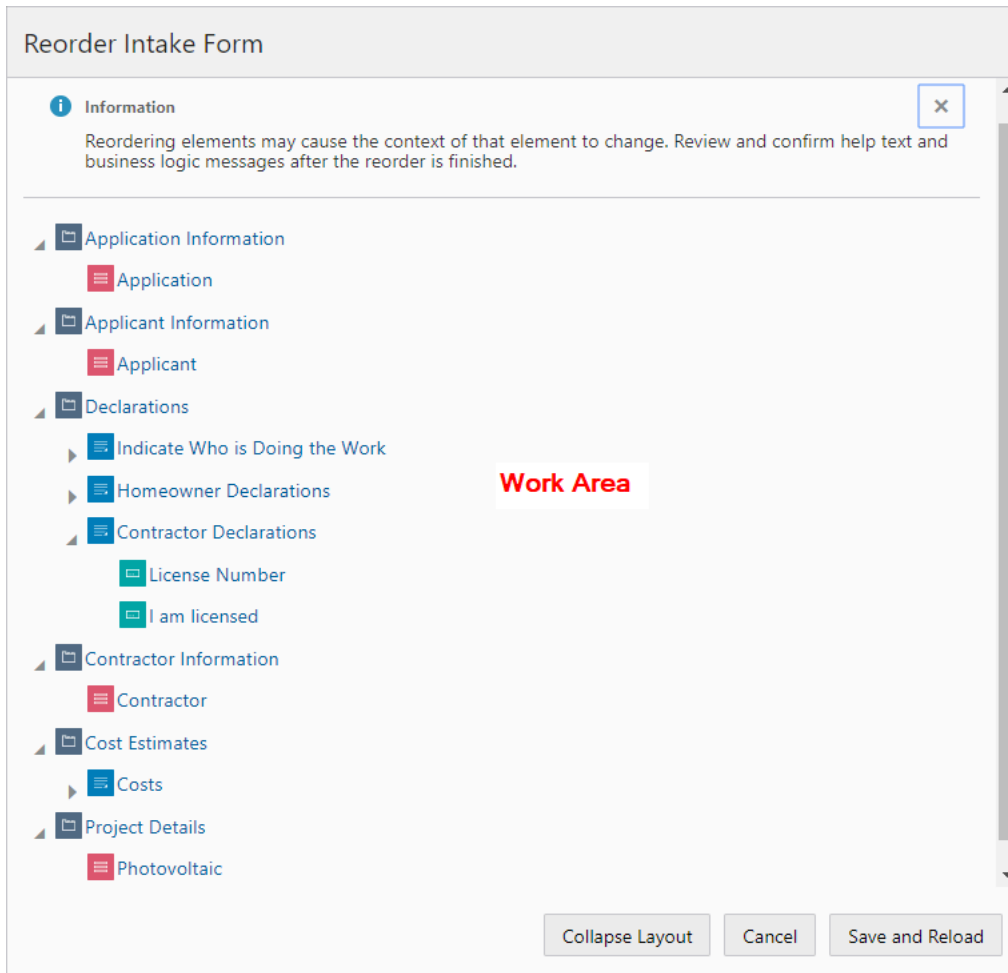 Reorder Intake Form
Information
Reordering elements may cause the context of that element to change. Review and confirm help text and
business logic messages after the reorder is finished.
Application Information
Application
Applicant Information
Applicant
Declarations
Indicate Who is Doing the Work
Homeowner Declarations
Work Area
Contractor Declarations
License Number
I am licensed
Contractor Information
Contractor
Cost Estimates
Costs
Project Details
Photovoltaic
Collapse Layout Cancel Save and Reload